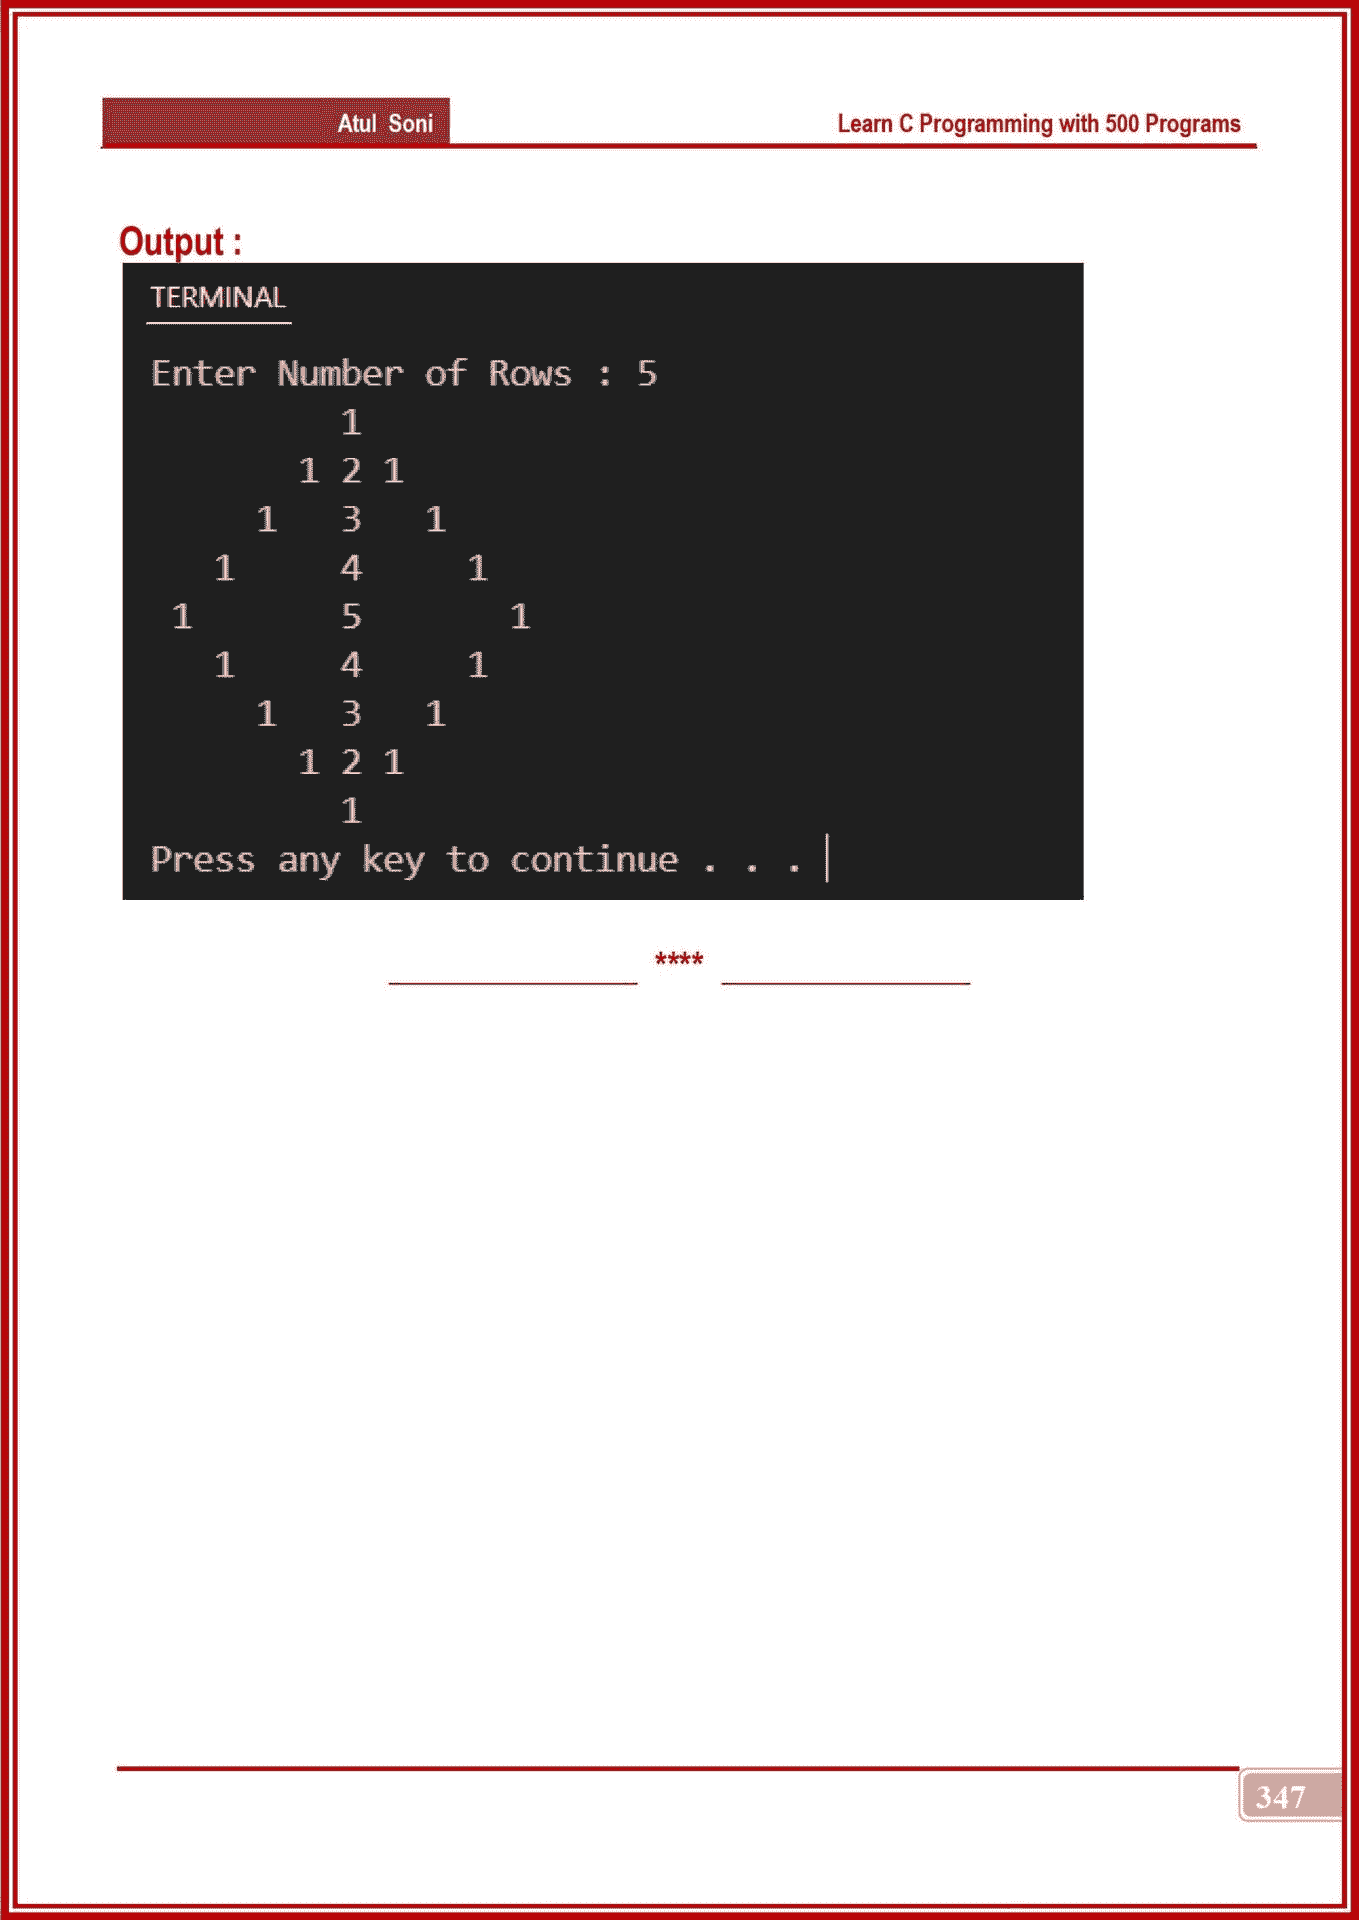 Atul Soni
Learn C Programming with 500 Programs
Output :
TERMINAL
Enter Number of Rows : 5
1
1 2 1
1 3 1
1 4 1
1 5 1
1 4 1
1 3 1
1 2 1
1
Press any key to continue . . .
****
347